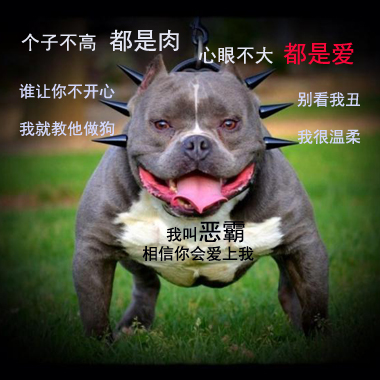 个子不高 都是肉
心眼不大 都是爱
谁让你不开心
我就教他做狗
别看我丑
我很温柔
我叫恶霸
相信你会爱上我